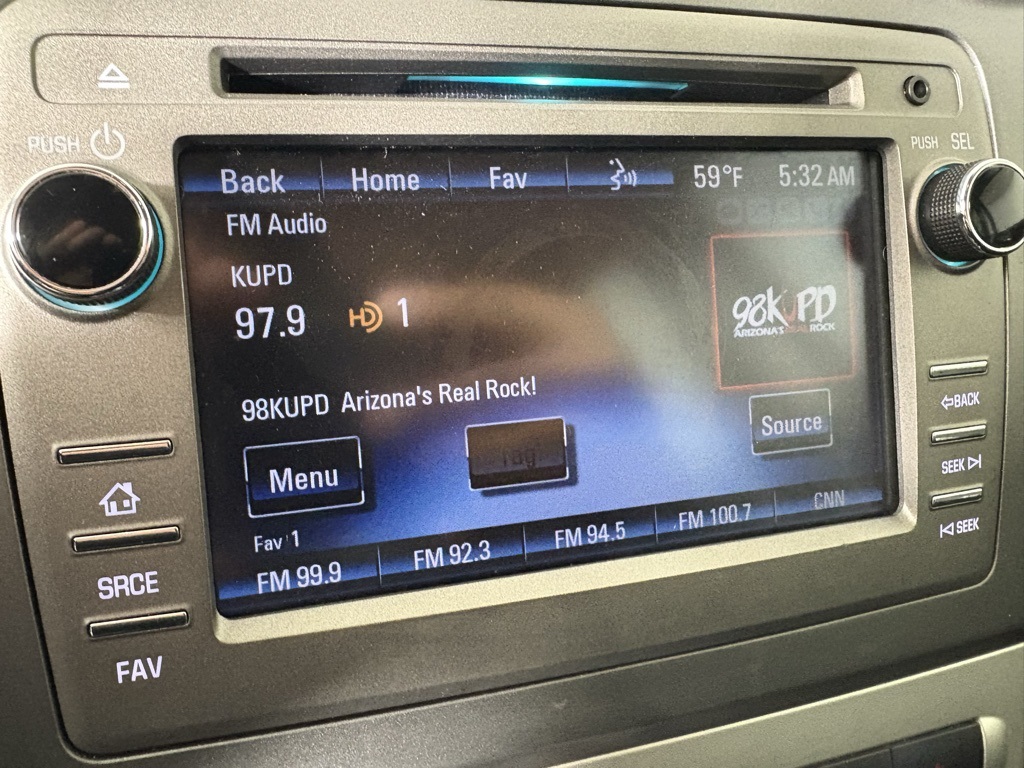 PUSH
PUSH SEL
Back Home Fav 59°F 5:32 AM
FM Audio
KUPD
97.9 HD 1
98KUPD
ARIZONA'S REAL ROCK
98KUPD Arizona's Real Rock!
Menu Tag Source
Fav 1
FM 99.9 FM 92.3 FM 94.5 FM 100.7 CNN
SRCE
FAV
BACK
SEEK
SEEK